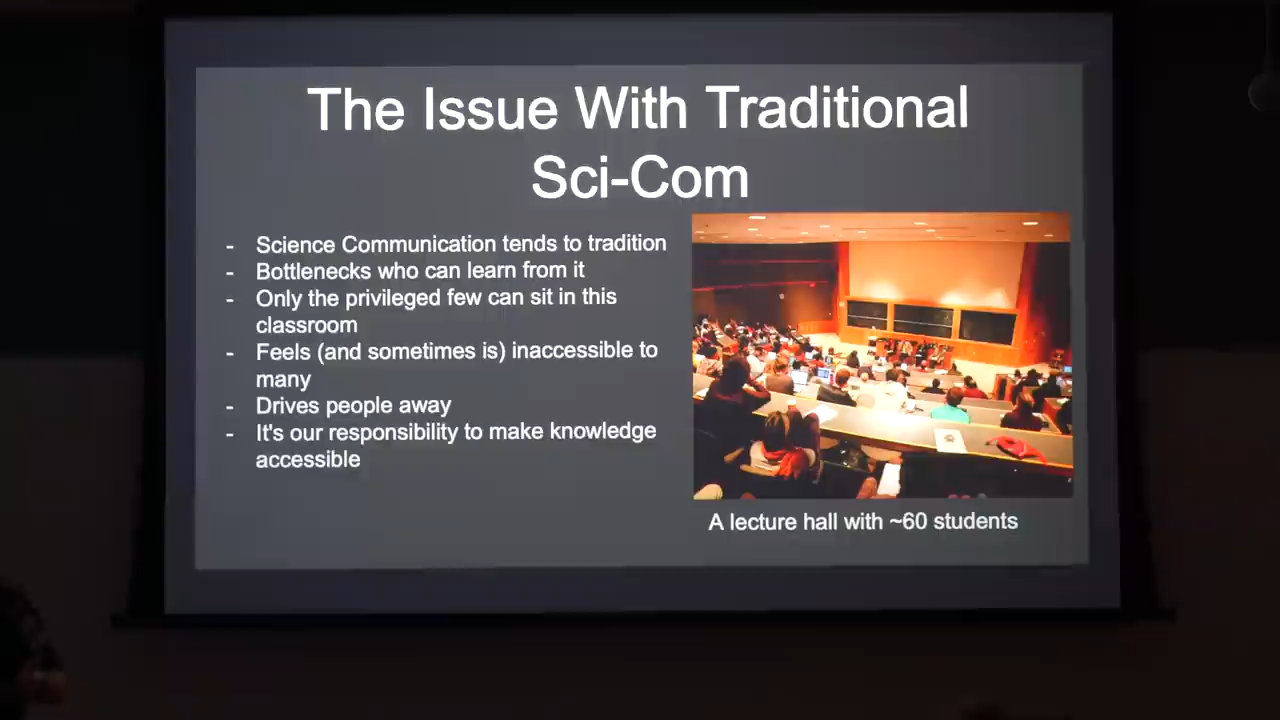 The Issue With Traditional
Sci-Com
- Science Communication tends to tradition
- Bottlenecks who can learn from it
- Only the privileged few can sit in this
classroom
- Feels (and sometimes is) inaccessible to
many
- Drives people away
- It's our responsibility to make knowledge
accessible
A lecture hall with ~60 students